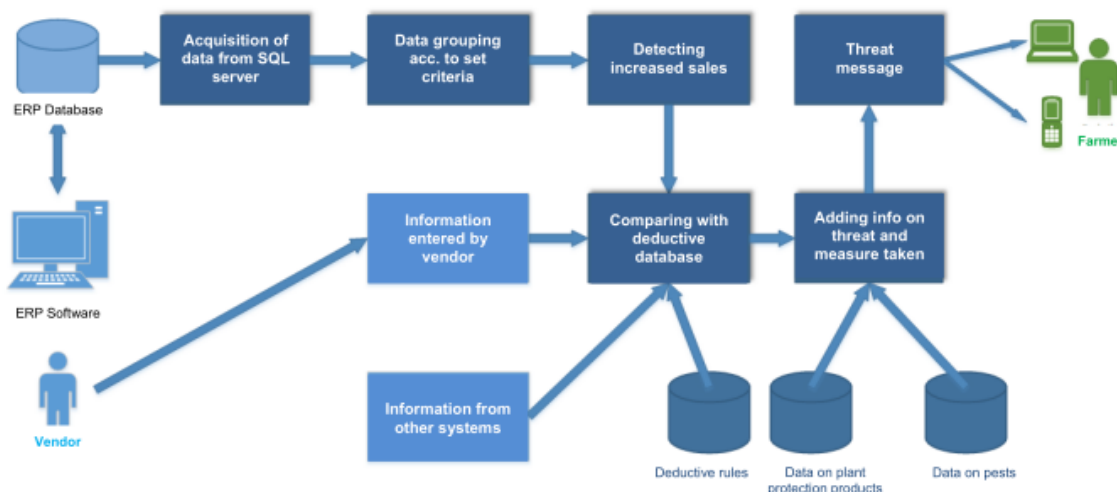 Acquisition of
data from SQL
server
Data grouping
acc. to set
criteria
Detecting
increased sales
Threat
message
ERP Database
Farme
Information
entered by
vendor
Comparing with
deductive
database
Adding info on
threat and
measure taken
ERP Software
Vendor
Information from
other systems
Deductive rules
Data on plant
protection products
Data on pests